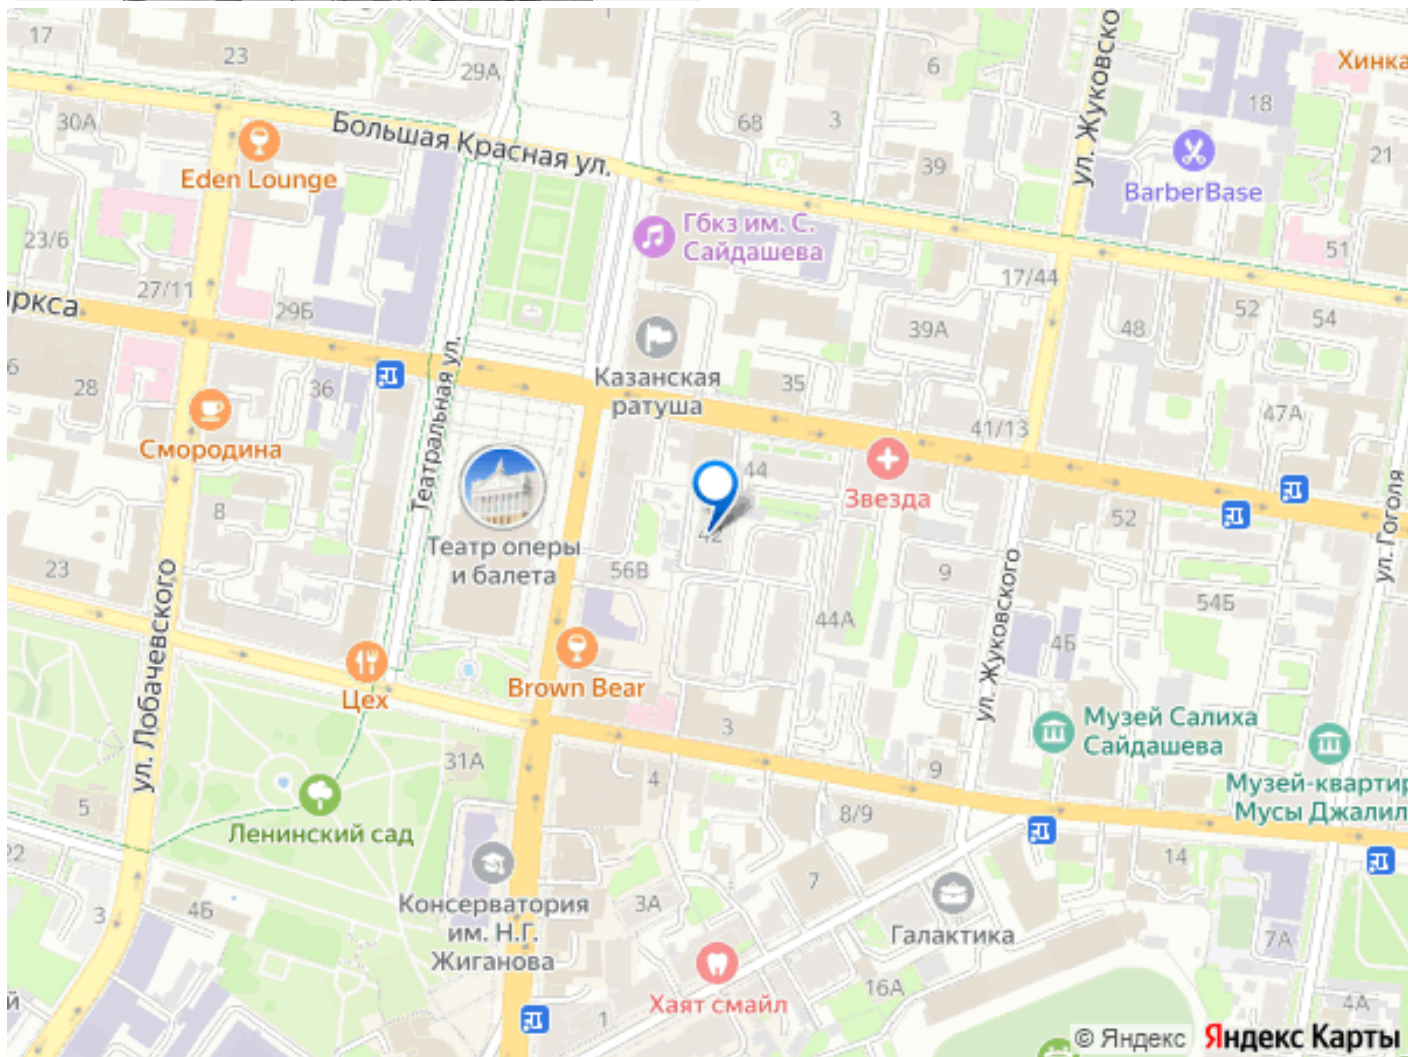 17
23
29А
6
Хинка
ул. Жуковско
30А
Большая Красная ул.
68
3
18
Eden Lounge
39
BarberBase
21
23/6
Гбкз им. С.
Сайдашева
51
27/11
29Б
17/44
ркса
39А
48
52
54
Театральная ул.
Казанская
ратуша
35
6
28
36
41/13
47А
Смородина
44
Звезда
8
42
52
ул. Гоголя
Театр оперы
и балета
56В
9
23
54Б
44А
ул. Лобачевского
ул. Жуковского
4Б
Цех
Brown Bear
3
Музей Салиха
Сайдашева
31А
4
9
Музей-квартир
Мусы Джалил
5
Ленинский сад
8/9
22
14
7
3
4Б
Консерватория
им. Н.Г.
Жиганова
3А
Галактика
7А
Хаят смайл
16А
й
1
4А
© Яндекс Яндекс Карты